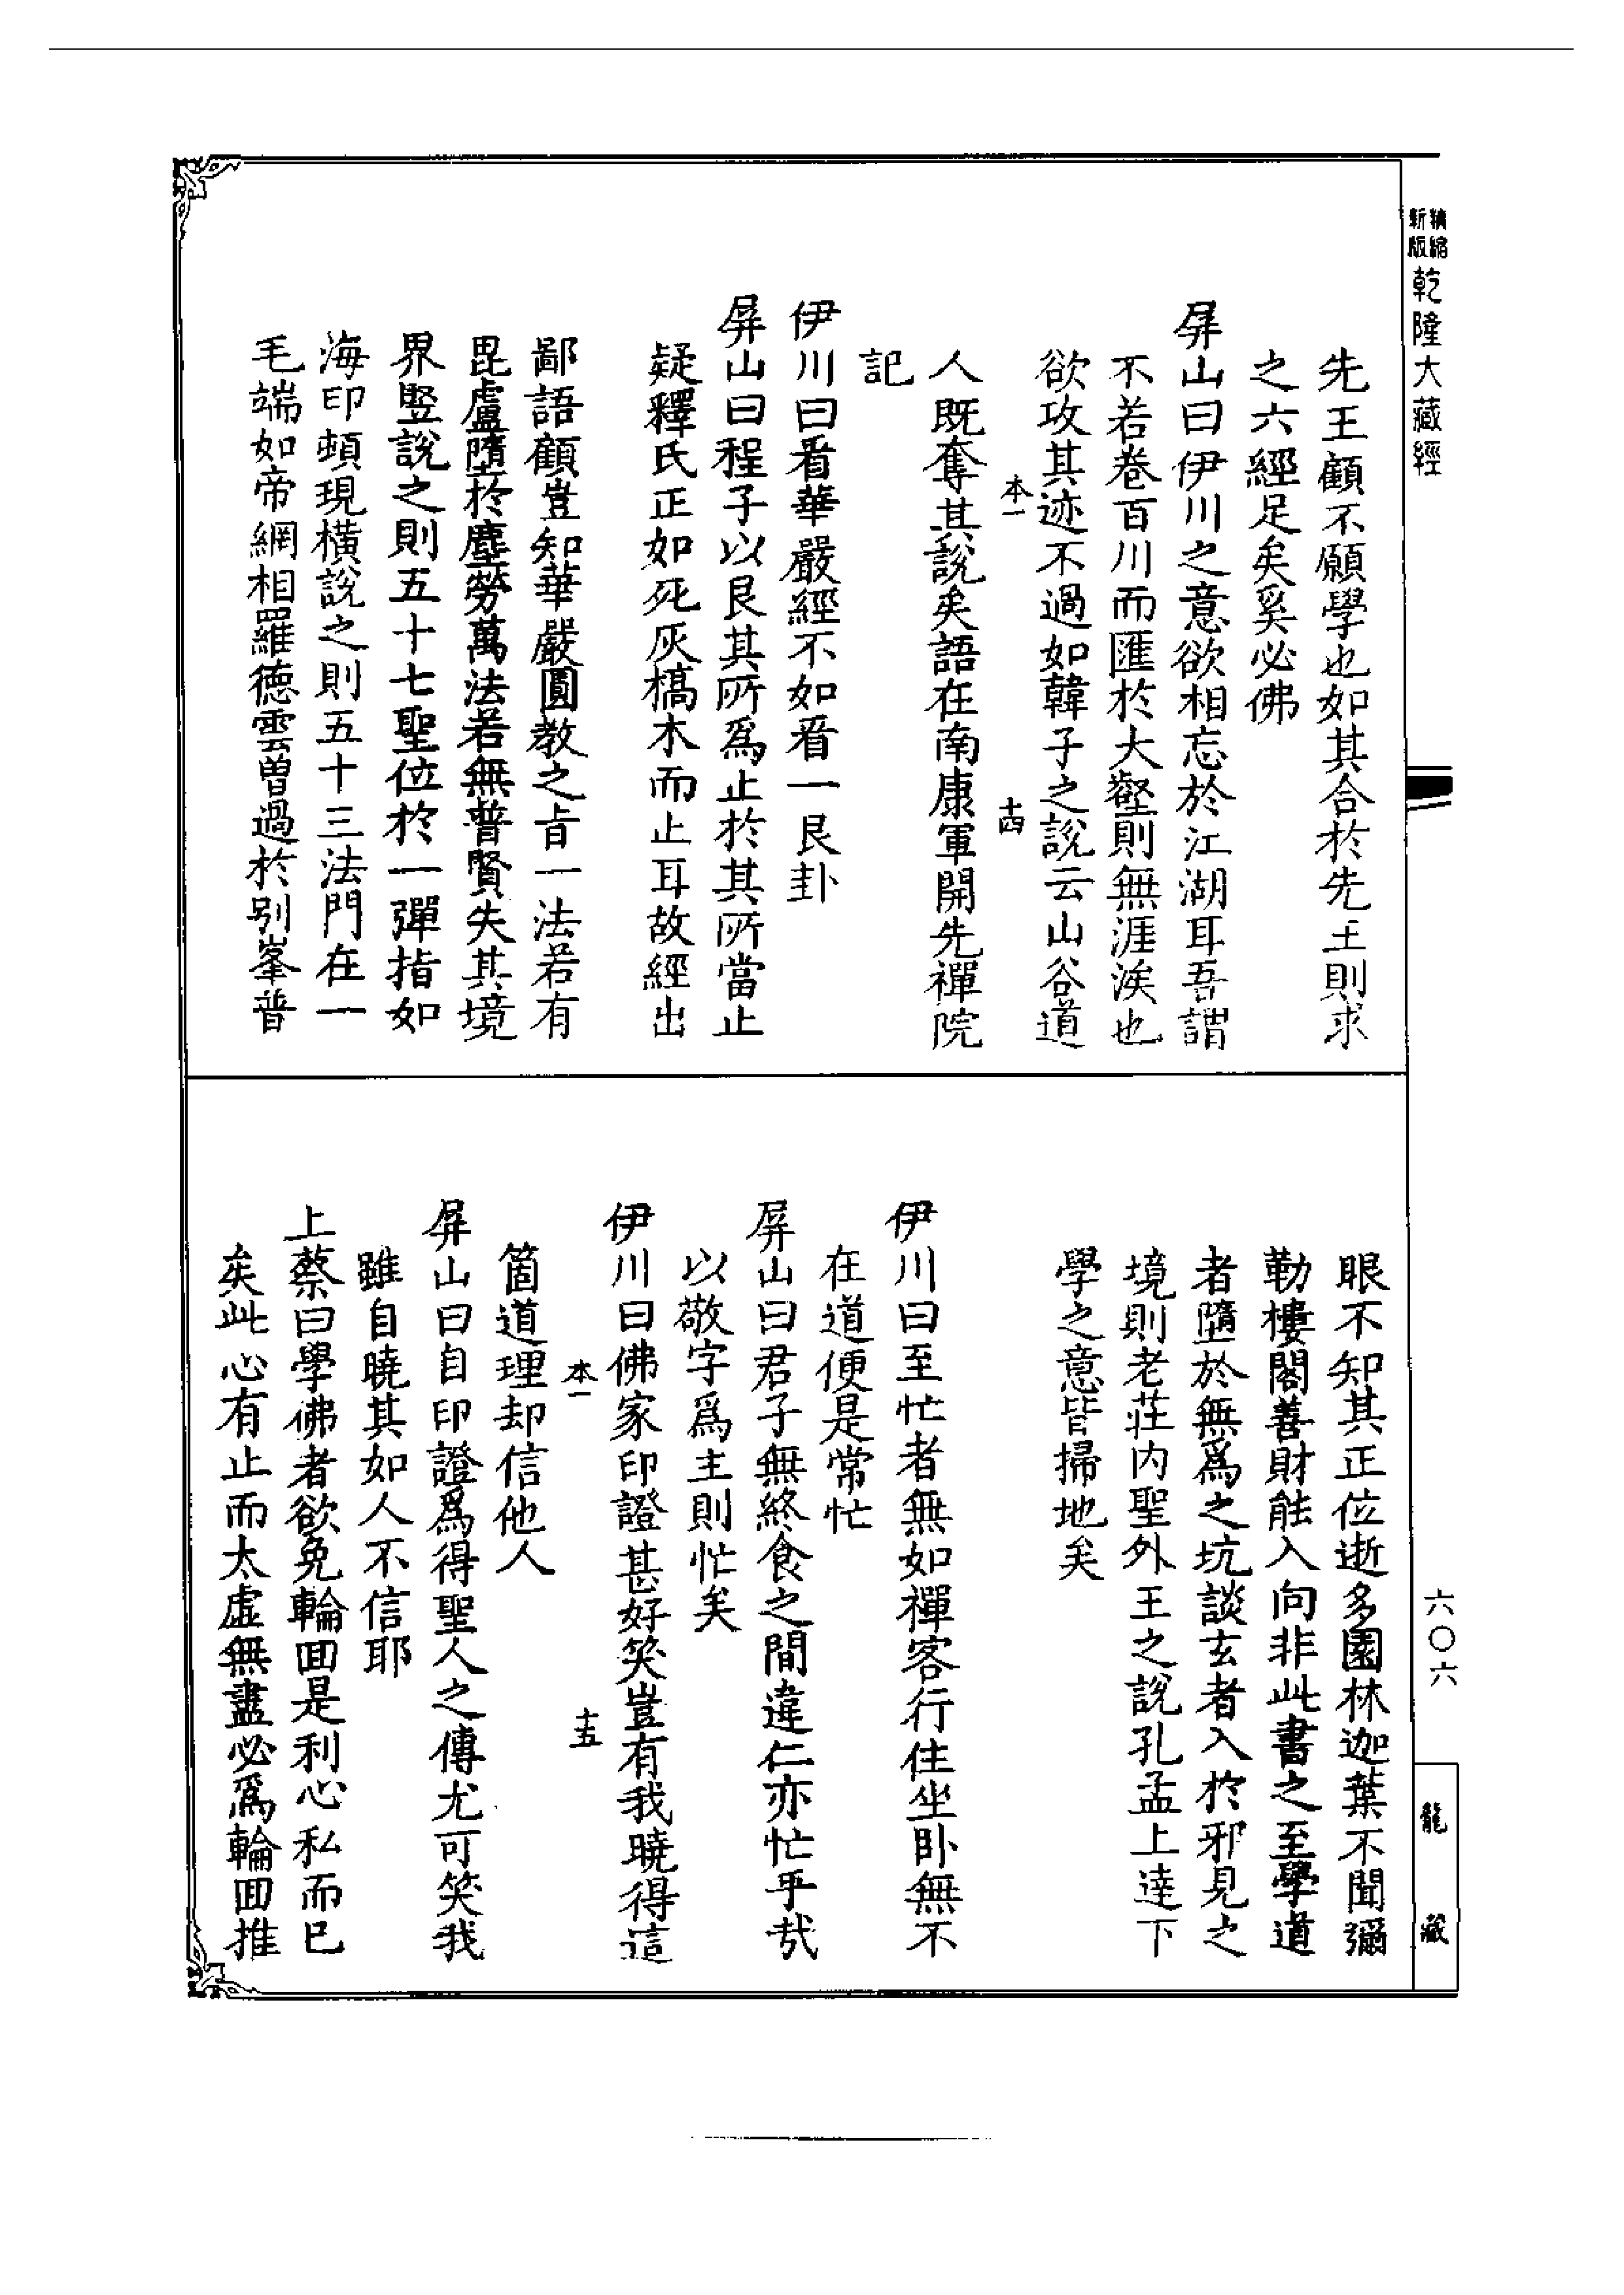 精縮新版乾隆大藏經
先王顧不願學也如其合於先王則求
之六經足矣奚必佛
屏山曰伊川之意欲相忘於江湖耳吾謂
不若卷百川而匯於大壑則無涯涘也
欲攻其迹不過如韓子之說云山谷道
本一 十四
人既奪其說矣語在南康軍開先禪院
記
伊川曰看華嚴經不如看一艮卦
屏山曰程子以艮其所爲止於其所當止
疑釋氏正如死灰槁木而止耳故經出
鄙語顧豈知華嚴圓教之旨一法若有
毘盧墮於塵勞萬法若無普賢失其境
界竪說之則五十七聖位於一彈指如
海印頓現橫說之則五十三法門在一
毛端如帝網相羅德雲曾過於別峯普
眼不知其正位逝多園林迦葉不聞彌
勒樓閣善財能入向非此書之至學道
者墮於無爲之坑談玄者入於邪見之
境則老莊内聖外王之說孔孟上達下
學之意皆掃地矣
伊川曰至忙者無如禪客行住坐卧無不
在道便是常忙
屏山曰君子無終食之間違仁亦忙乎㢤
以敬字爲主則忙矣
伊川曰佛家印證甚好笑豈有我曉得這
本一 十五
箇道理却信他人
屏山曰自印證爲得聖人之傳尤可笑我
雖自曉其如人不信耶
上蔡曰學佛者欲免輪囬是利心私而已
矣此心有止而太虛無盡必爲輪囬推
六〇六
龍藏